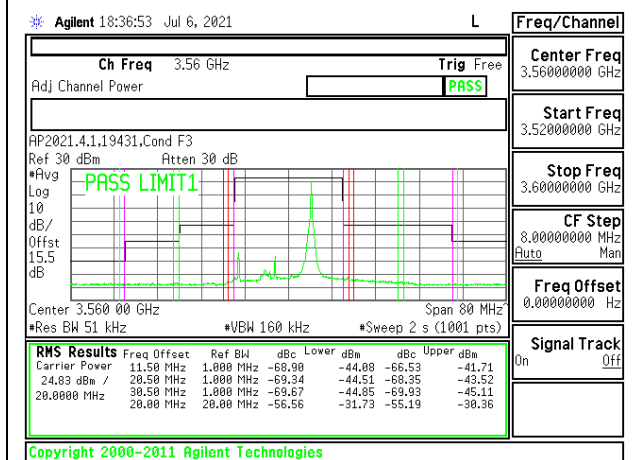 Agilent 18:36:53 Jul 6, 2021 L
Freq/Channel
Ch Freq 3.56 GHz Trig Free
Adj Channel Power PASS
Center Freq
3.56000000 GHz
Start Freq
3.52000000 GHz
Stop Freq
3.60000000 GHz
CF Step
8.00000000 MHz
Auto Man
Freq Offset
0.00000000 Hz
Signal Track
On Off
AP2021.4.1,19431,Cond F3
Ref 30 dBm Atten 30 dB
#Avg
Log
10
dB/
Offst
15.5
dB
PASS LIMIT1
Center 3.560 00 GHz Span 80 MHz
#Res BW 51 kHz #VBW 160 kHz #Sweep 2 s (1001 pts)
RMS Results Freq Offset Ref BW dBc Lower dBm dBc Upper dBm
Carrier Power 11.50 MHz 1.000 MHz -68.90 -44.08 -66.53 -41.71
24.83 dBm / 20.50 MHz 1.000 MHz -69.34 -44.51 -68.35 -43.52
20.0000 MHz 30.50 MHz 1.000 MHz -69.67 -44.85 -69.93 -45.11
20.00 MHz 20.00 MHz -56.56 -31.73 -55.19 -30.36
Copyright 2000-2011 Agilent Technologies